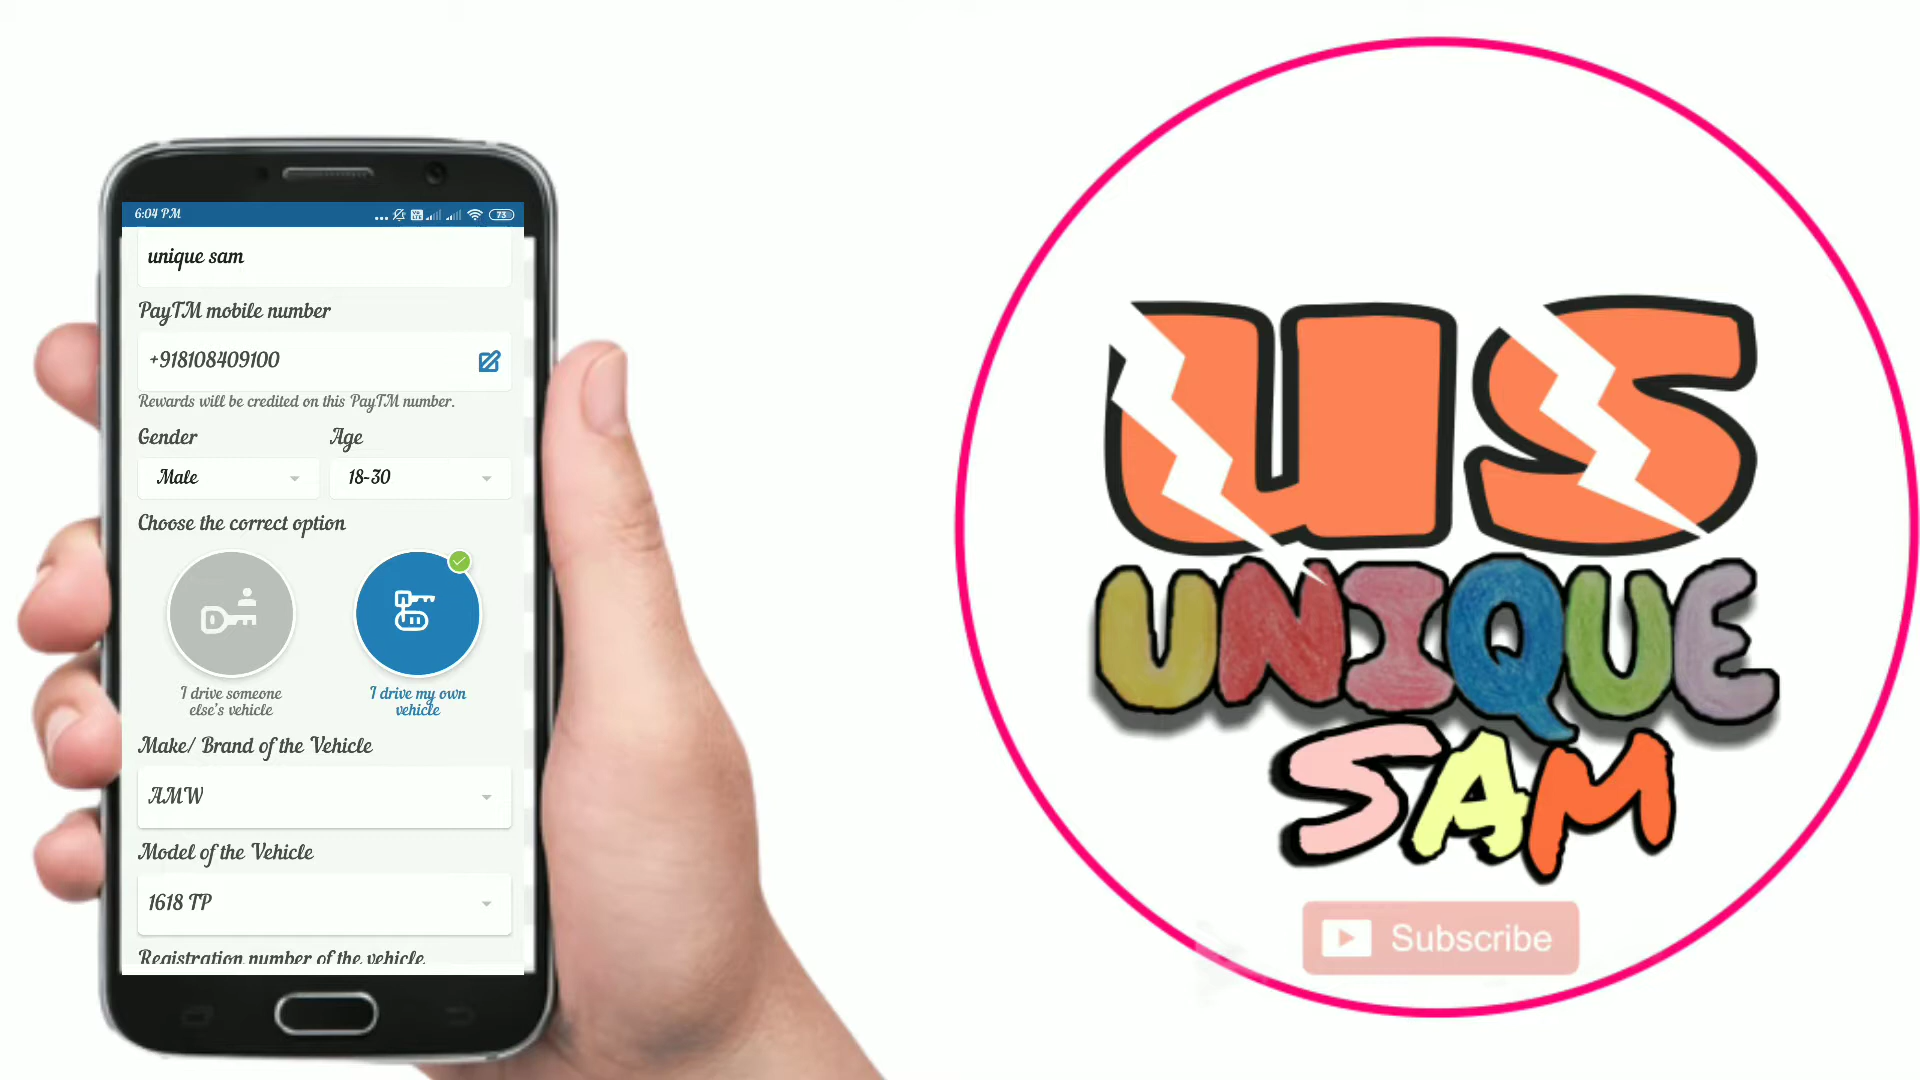 6:04 PM
73
unique sam
PayTM mobile number
+918108409100
Rewards will be credited on this PayTM number.
Gender Age
Male 18-30
Choose the correct option
I drive someone
else's vehicle
I drive my own
vehicle
Make/ Brand of the Vehicle
AMW
Model of the Vehicle
1618 TP
Registration number of the vehicle
US
UNIQUE
SAM
Subscribe